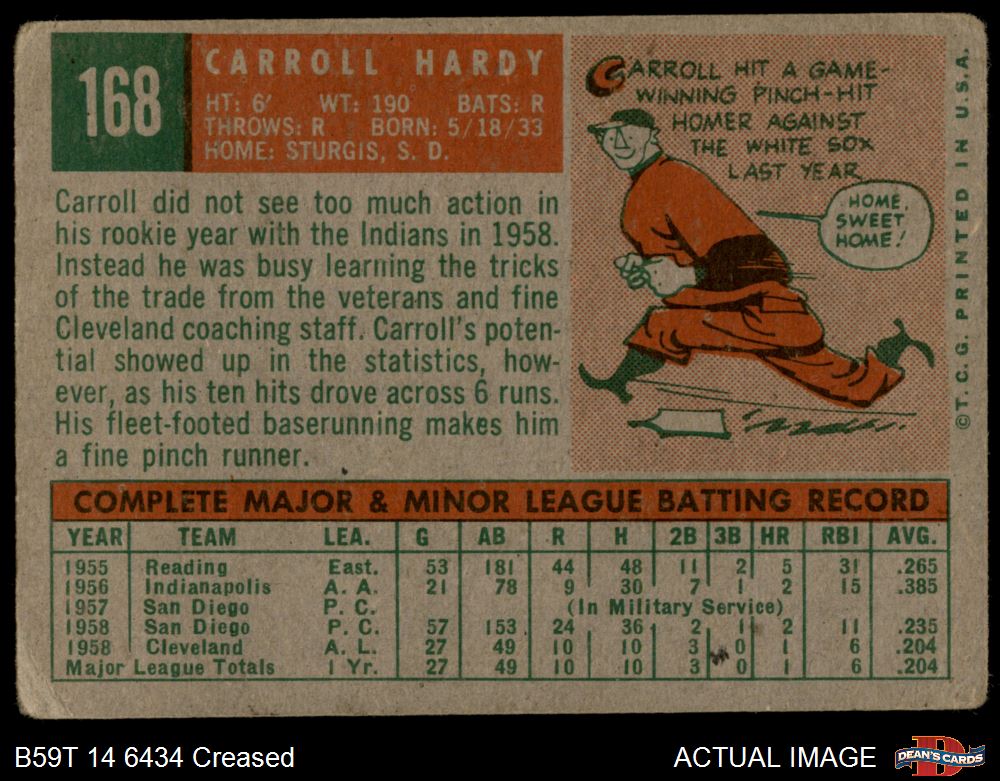 168
CARROLL HARDY
HT: 6' WT: 190 BATS: R
THROWS: R BORN: 5/18/33
HOME: STURGIS, S. D.
CARROLL HIT A GAME-
WINNING PINCH-HIT
HOMER AGAINST
THE WHITE SOX
LAST YEAR
HOME,
SWEET
HOME!
©T. C. G. PRINTED IN U.S.A.
Carroll did not see too much action in
his rookie year with the Indians in 1958.
Instead he was busy learning the tricks
of the trade from the veterans and fine
Cleveland coaching staff. Carroll's poten-
tial showed up in the statistics, how-
ever, as his ten hits drove across 6 runs.
His fleet-footed baserunning makes him
a fine pinch runner.
COMPLETE MAJOR & MINOR LEAGUE BATTING RECORD
YEAR TEAM LEA. G AB R H 2B 3B HR RBI AVG.
1955 Reading East. 53 181 44 48 11 2 5 31 .265
1956 Indianapolis A. A. 21 78 9 30 7 1 2 15 .385
1957 San Diego P. C. (In Military Service)
1958 San Diego P. C. 57 153 24 36 2 1 2 11 .235
1958 Cleveland A. L. 27 49 10 10 3 0 1 6 .204
Major League Totals 1 Yr. 27 49 10 10 3 0 1 6 .204
B59T 14 6434 Creased
ACTUAL IMAGE
D
DEAN'S CARDS